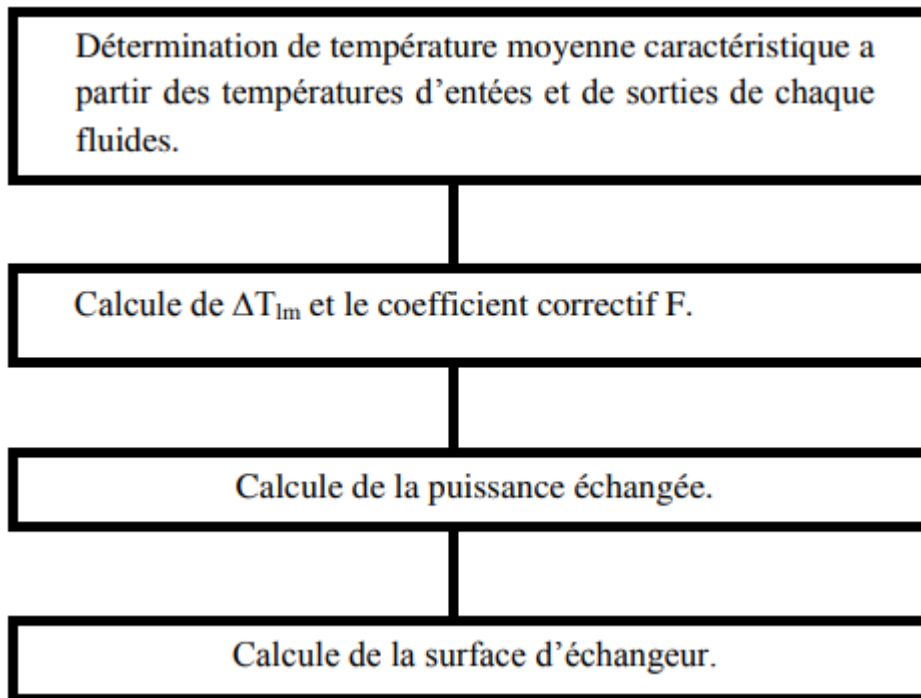 Détermination de température moyenne caractéristique a
partir des températures d'entées et de sorties de chaque
fluides.
Calcule de ΔTlm et le coefficient correctif F.
Calcule de la puissance échangée.
Calcule de la surface d'échangeur.